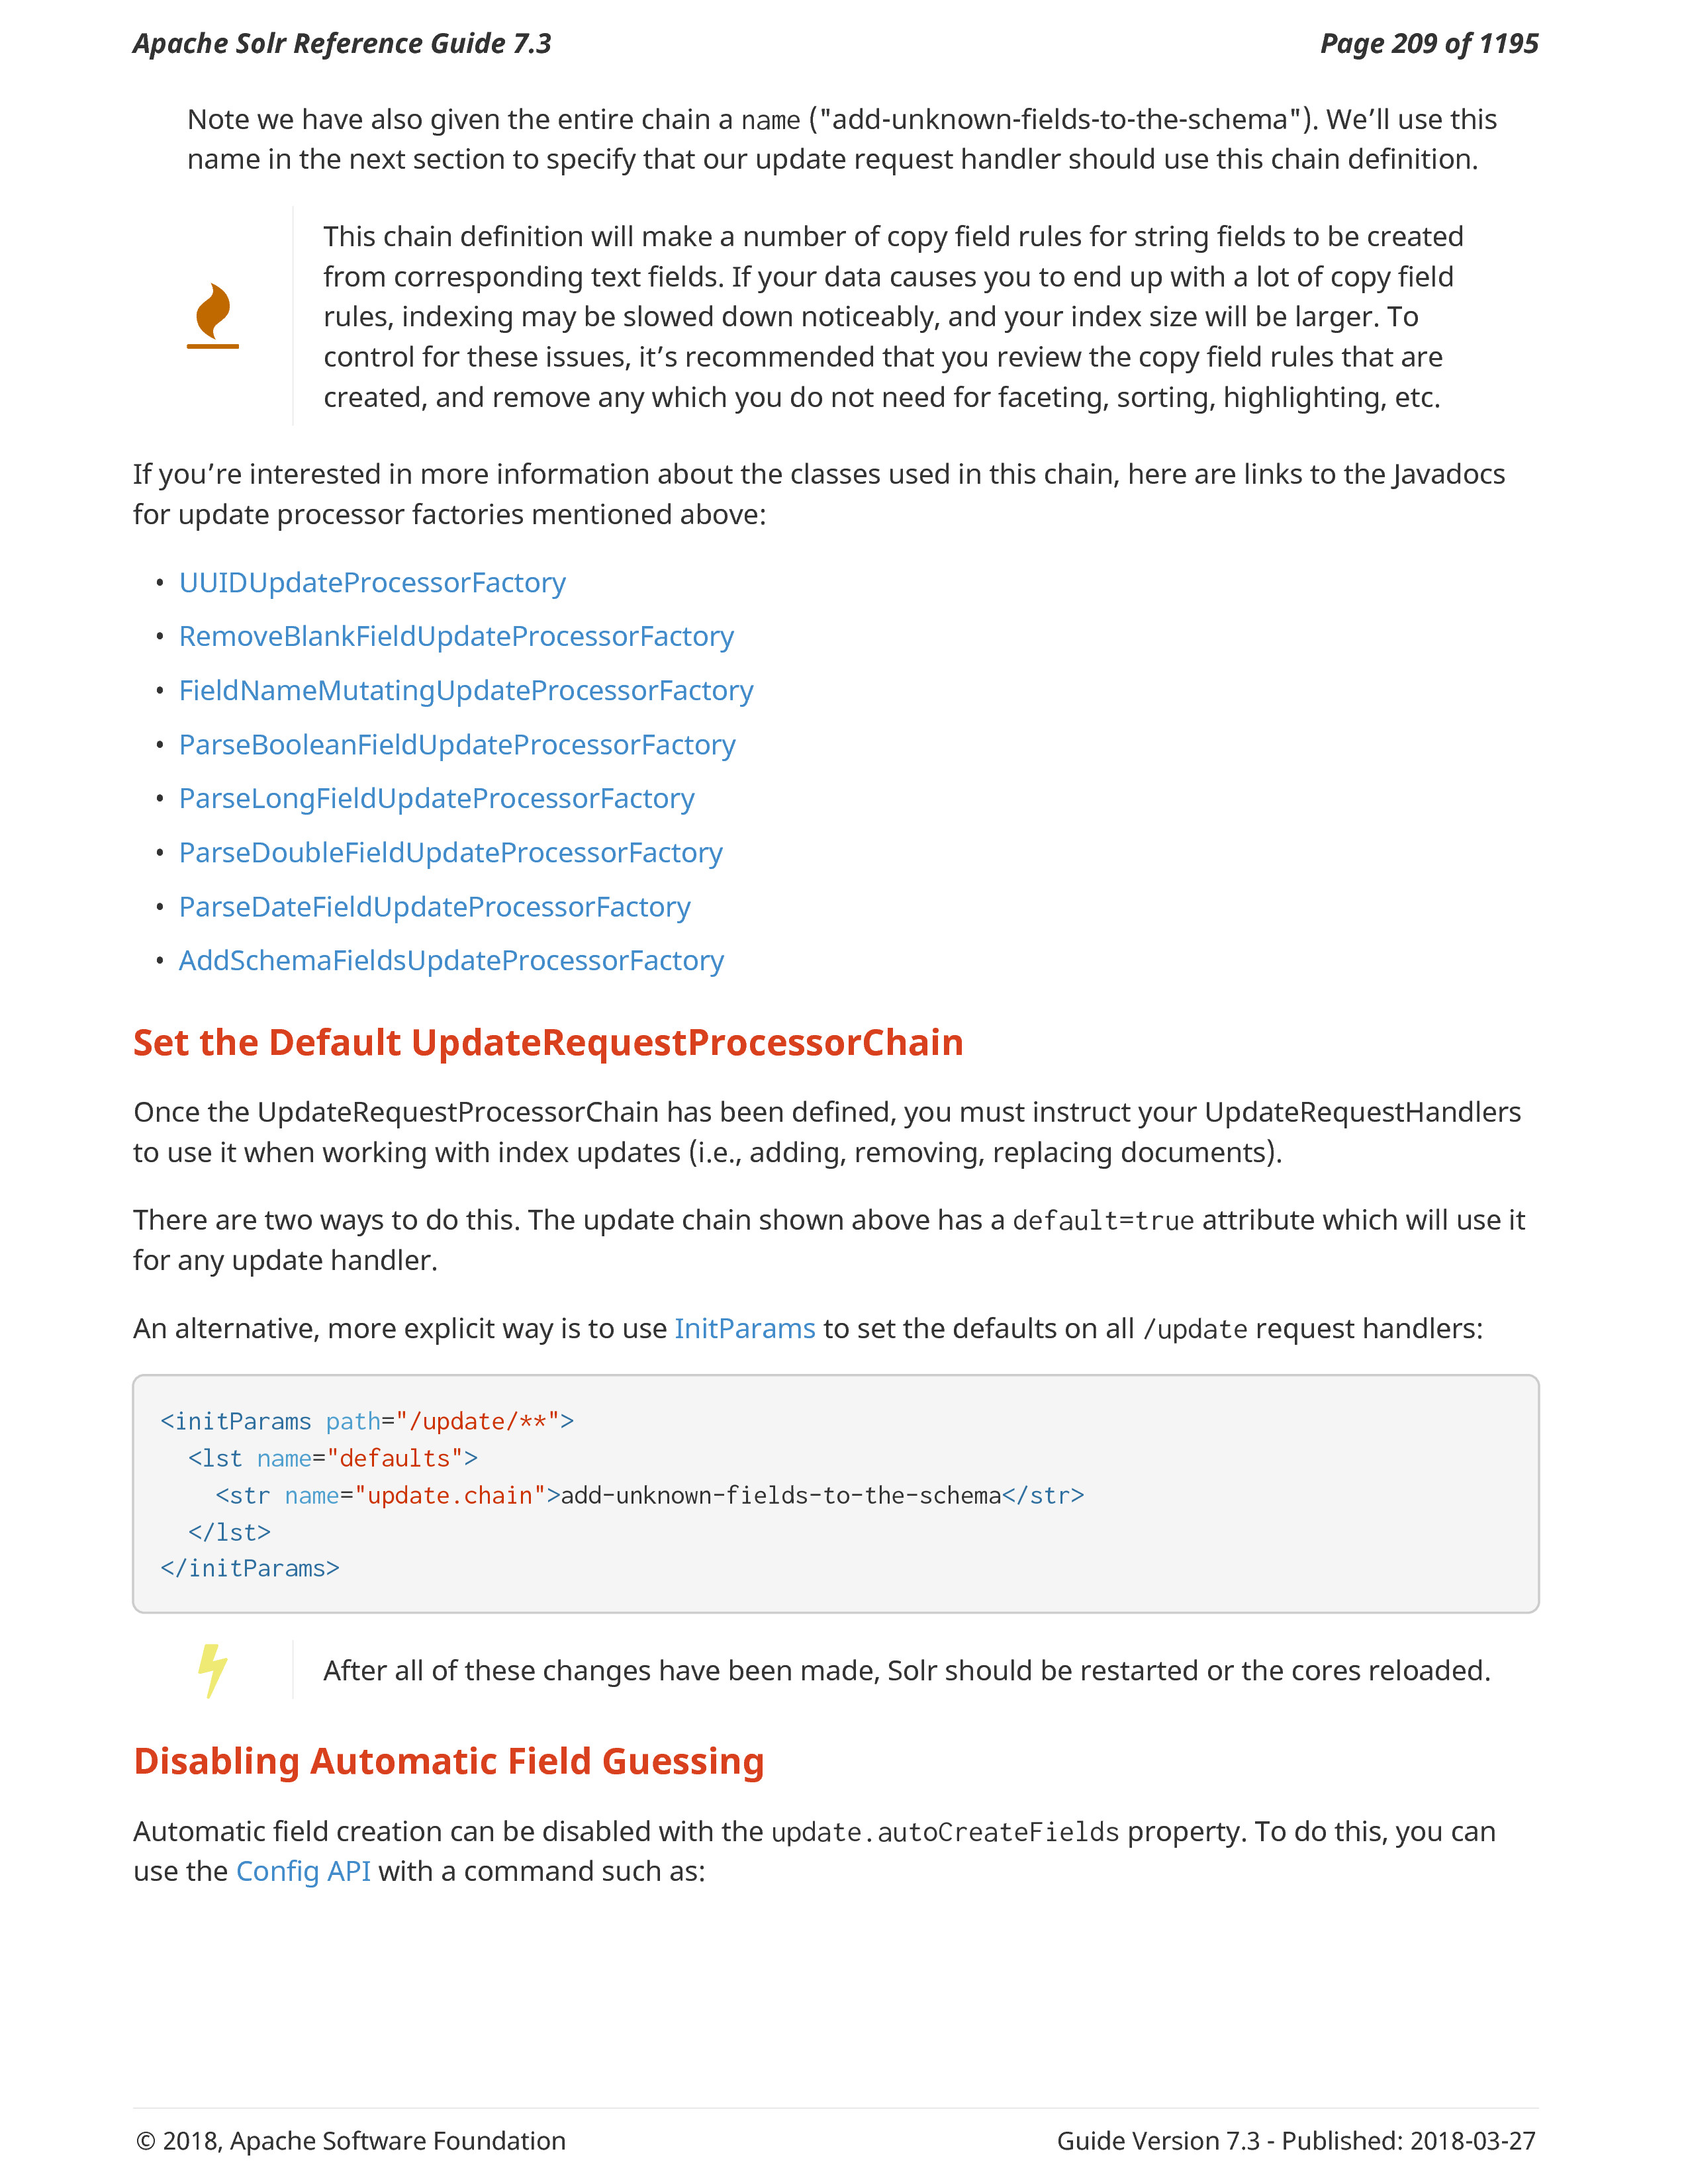 Apache Solr Reference Guide 7.3 Page 209 of 1195
Note we have also given the entire chain a name ("add-unknown-fields-to-the-schema"). We’ll use this
name in the next section to specify that our update request handler should use this chain definition.
This chain definition will make a number of copy field rules for string fields to be created
from corresponding text fields. If your data causes you to end up with a lot of copy field
rules, indexing may be slowed down noticeably, and your index size will be larger. To
control for these issues, it’s recommended that you review the copy field rules that are
created, and remove any which you do not need for faceting, sorting, highlighting, etc.
If you’re interested in more information about the classes used in this chain, here are links to the Javadocs
for update processor factories mentioned above:
• UUIDUpdateProcessorFactory
• RemoveBlankFieldUpdateProcessorFactory
• FieldNameMutatingUpdateProcessorFactory
• ParseBooleanFieldUpdateProcessorFactory
• ParseLongFieldUpdateProcessorFactory
• ParseDoubleFieldUpdateProcessorFactory
• ParseDateFieldUpdateProcessorFactory
• AddSchemaFieldsUpdateProcessorFactory
Set the Default UpdateRequestProcessorChain
Once the UpdateRequestProcessorChain has been defined, you must instruct your UpdateRequestHandlers
to use it when working with index updates (i.e., adding, removing, replacing documents).
There are two ways to do this. The update chain shown above has a default=true attribute which will use it
for any update handler.
An alternative, more explicit way is to use InitParams to set the defaults on all /update request handlers:
<initParams path="/update/**">
  <lst name="defaults">
    <str name="update.chain">add-unknown-fields-to-the-schema</str>
  </lst>
</initParams>
After all of these changes have been made, Solr should be restarted or the cores reloaded.
Disabling Automatic Field Guessing
Automatic field creation can be disabled with the update.autoCreateFields property. To do this, you can
use the Config API with a command such as:
© 2018, Apache Software Foundation Guide Version 7.3 - Published: 2018-03-27